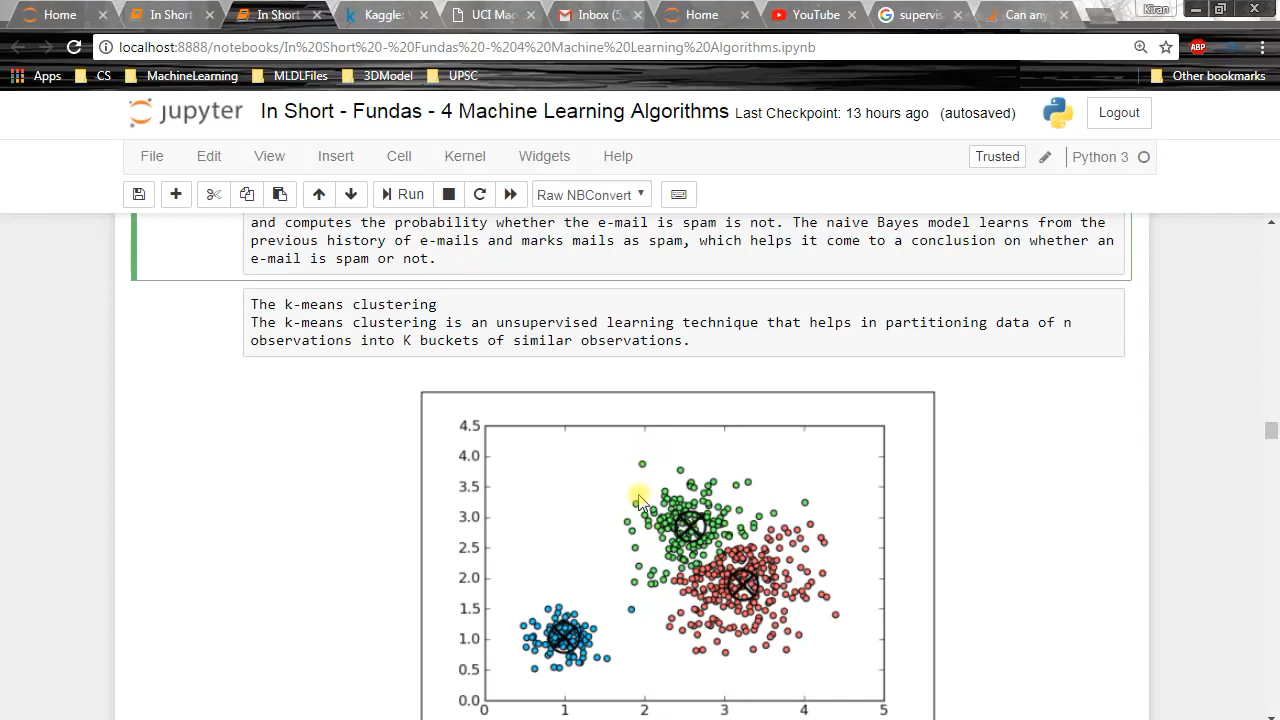 Home
In Short
In Short
Kaggle:
UCI Mac
Inbox (5
Home
YouTube
supervis
Can any
Kiran
localhost:8888/notebooks/In%20Short%20-%20Fundas%20-%204%20Machine%20Learning%20Algorithms.ipynb
ABP
Apps
CS
MachineLearning
MLDLFiles
3DModel
UPSC
Other bookmarks
jupyter
In Short - Fundas - 4 Machine Learning Algorithms
Last Checkpoint: 13 hours ago
(autosaved)
Logout
File
Edit
View
Insert
Cell
Kernel
Widgets
Help
Trusted
Python 3
Run
Raw NBConvert
and computes the probability whether the e-mail is spam is not. The naive Bayes model learns from the
previous history of e-mails and marks mails as spam, which helps it come to a conclusion on whether an
e-mail is spam or not.
The k-means clustering
The k-means clustering is an unsupervised learning technique that helps in partitioning data of n
observations into K buckets of similar observations.
4.5
4.0
3.5
3.0
2.5
2.0
1.5
1.0
0.5
0.0
0 1 2 3 4 5